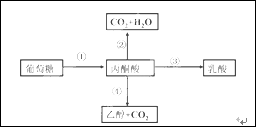 CO₂+H₂O
(1)
(2)
(3)
葡萄糖
丙酮酸
乳酸
(4)
乙醇+CO₂